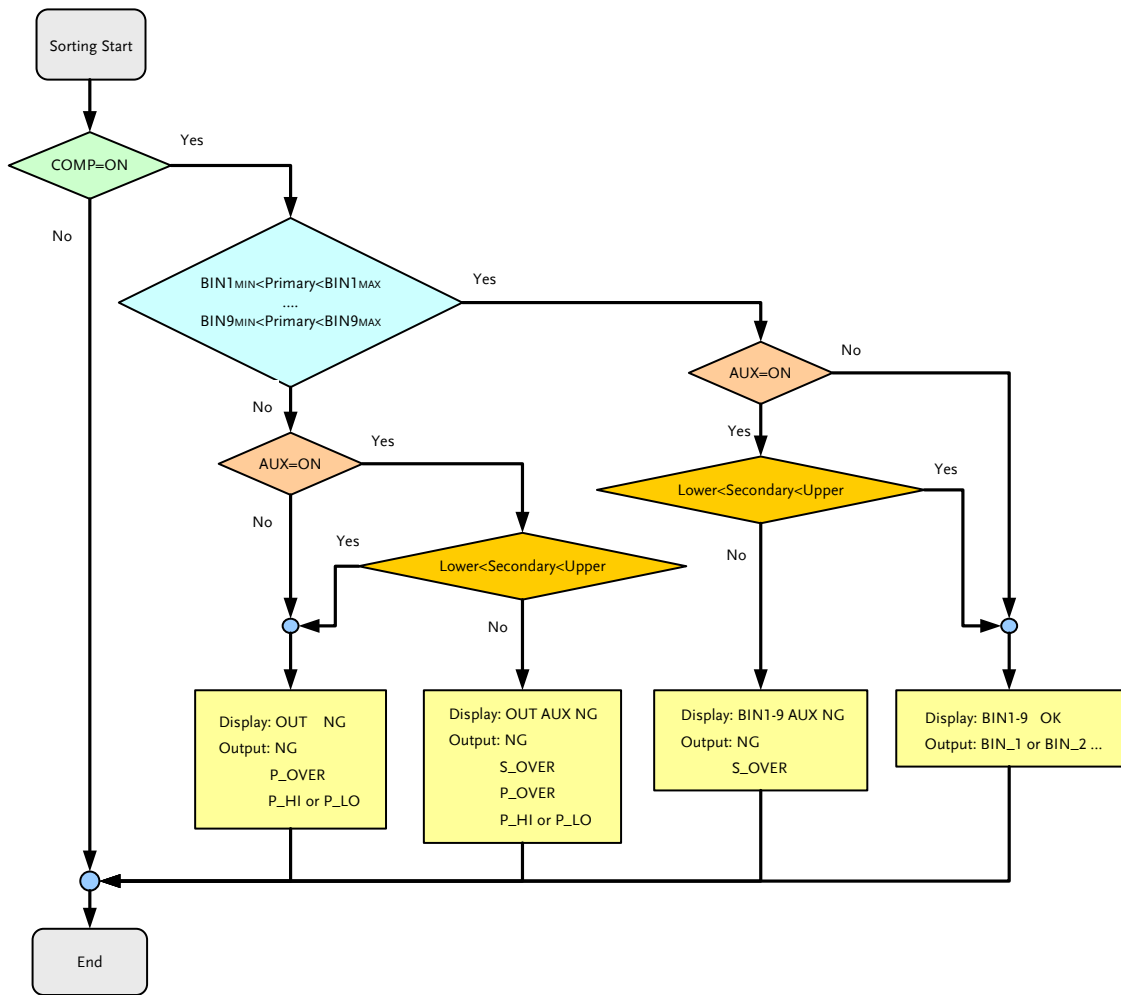 Sorting Start
Yes
COMP=ON
No
BIN1MIN<Primary<BIN1MAX
....
BIN9MIN<Primary<BIN9MAX
Yes
No
AUX=ON
No
Yes
AUX=ON
Yes
Lower<Secondary<Upper
Yes
No
Yes
Lower<Secondary<Upper
No
No
Display: OUT NG
Output: NG
P_OVER
P_HI or P_LO
Display: OUT AUX NG
Output: NG
S_OVER
P_OVER
P_HI or P_LO
Display: BIN1-9 AUX NG
Output: NG
S_OVER
Display: BIN1-9 OK
Output: BIN_1 or BIN_2 ...
End